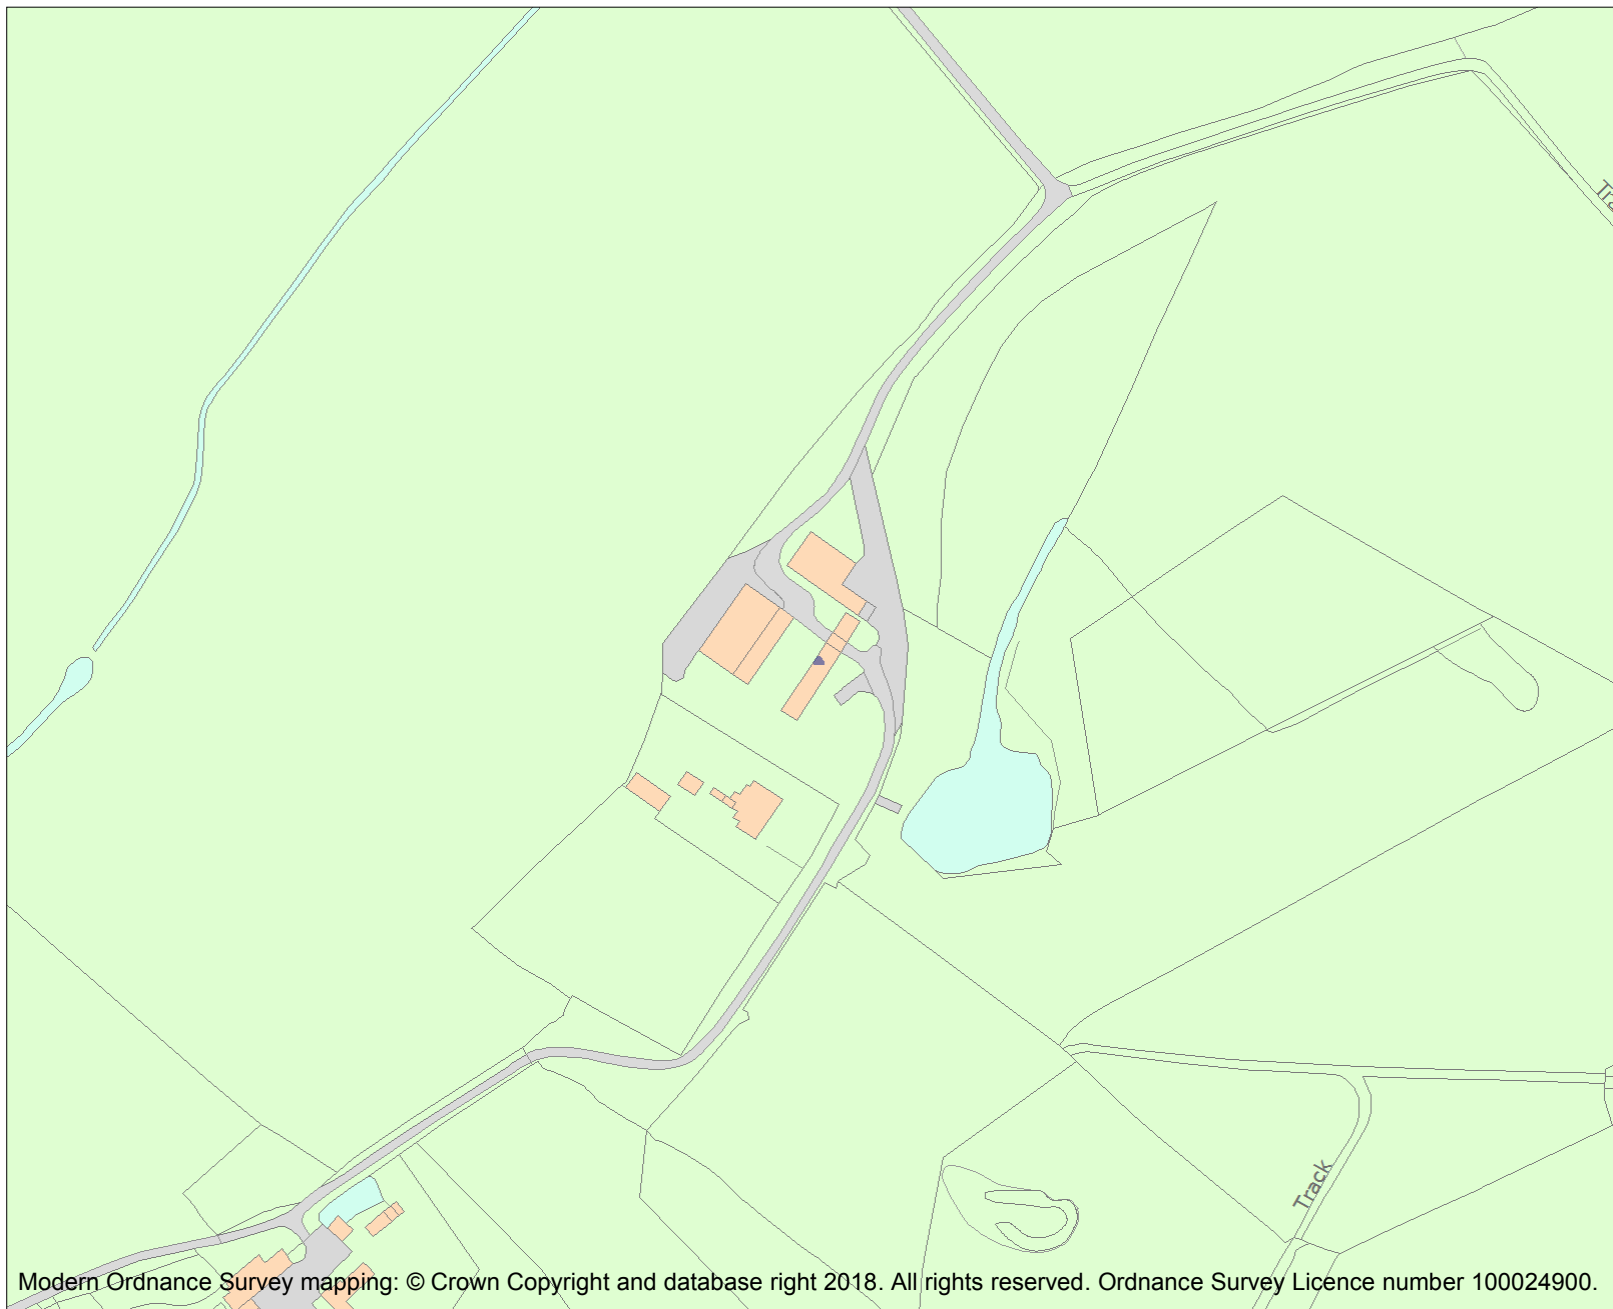 Track
Modern Ordnance Survey mapping: © Crown Copyright and database right 2018. All rights reserved. Ordnance Survey Licence number 100024900.